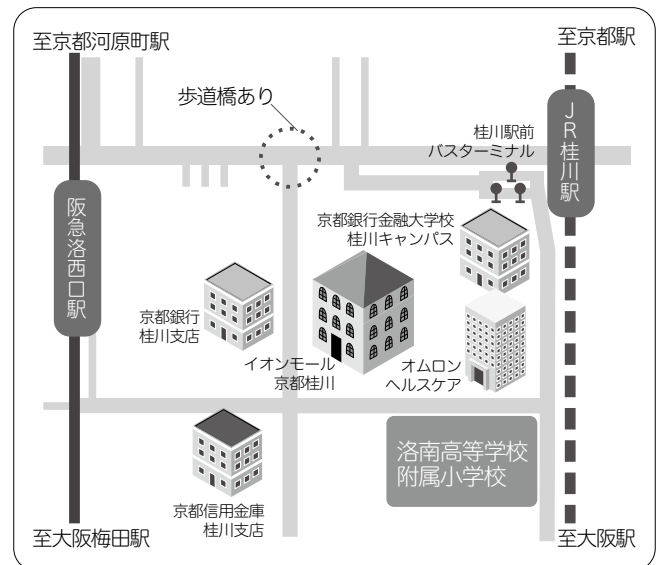 至京都河原町駅
至京都駅
歩道橋あり
桂川駅前
バスターミナル
JR桂川駅
阪急洛西口駅
京都銀行金融大学校
桂川キャンパス
京都銀行
桂川支店
イオンモール
京都桂川
オムロン
ヘルスケア
洛南高等学校
附属小学校
京都信用金庫
桂川支店
至大阪梅田駅
至大阪駅